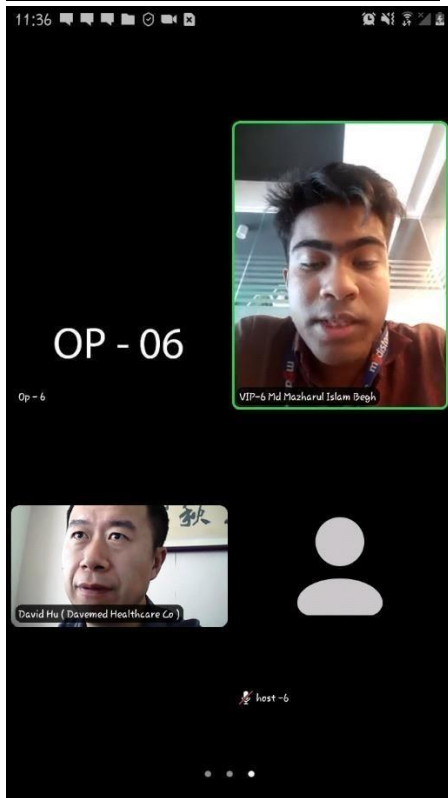 11:36
OP - 06
Op - 6
VIP-6 Md Mazharul Islam Begh
秋
David Hu ( Davemed Healthcare Co )
host -6